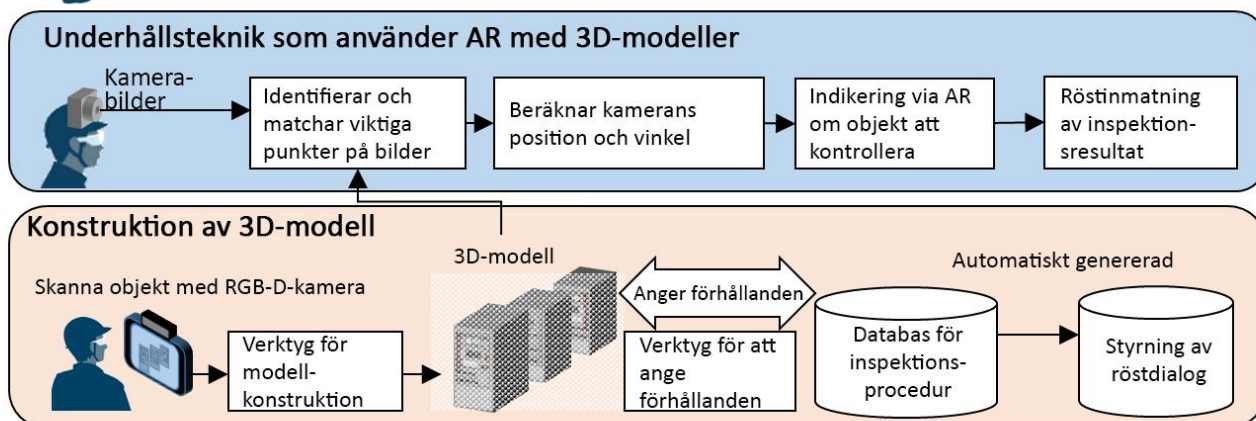 Underhållsteknik som använder AR med 3D-modeller
Kamera-
bilder
Identifierar och
matchar viktiga
punkter på bilder
Beräknar kamerans
position och vinkel
Indikering via AR
om objekt att
kontrollera
Röstinmatning
av inspektion-
sresultat
Konstruktion av 3D-modell
Skanna objekt med RGB-D-kamera
Verktyg för
modell-
konstruktion
3D-modell
Anger förhållanden
Verktyg för att
ange
förhållanden
Automatiskt genererad
Databas för
inspektions-
procedur
Styrning av
röstdialog